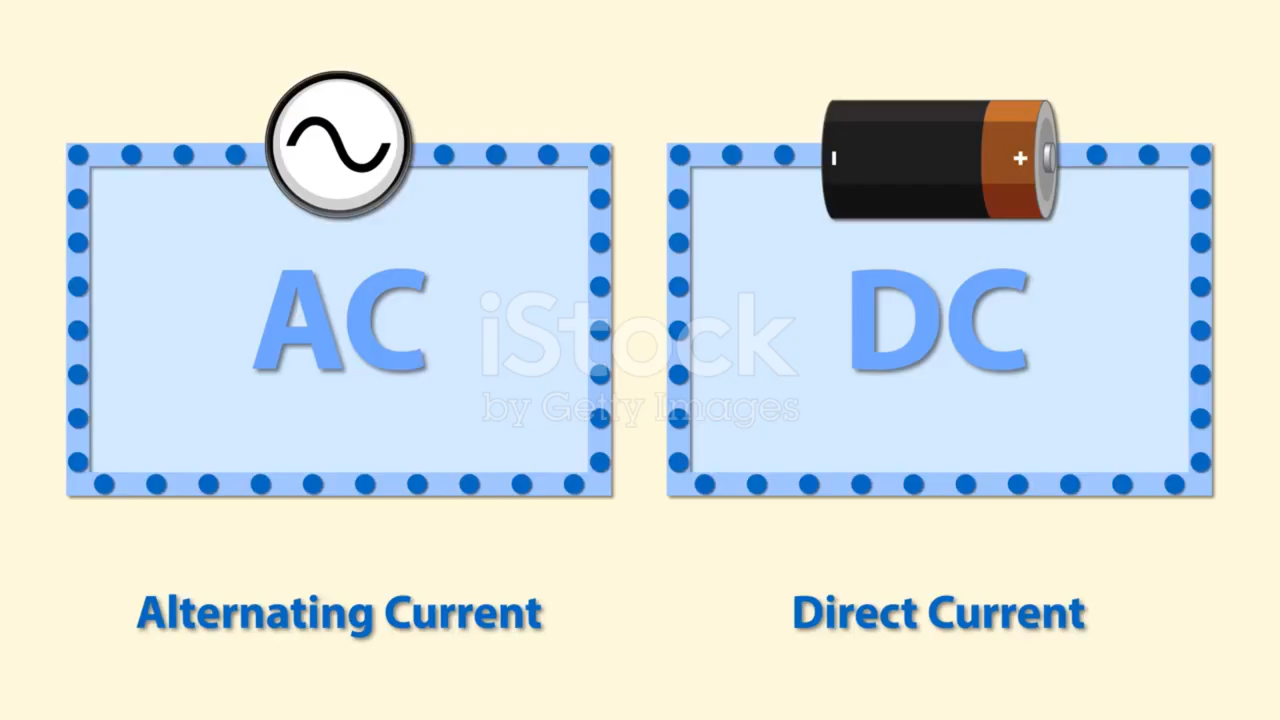 - +
AC
DC
iStock
by Getty Images
Alternating Current
Direct Current